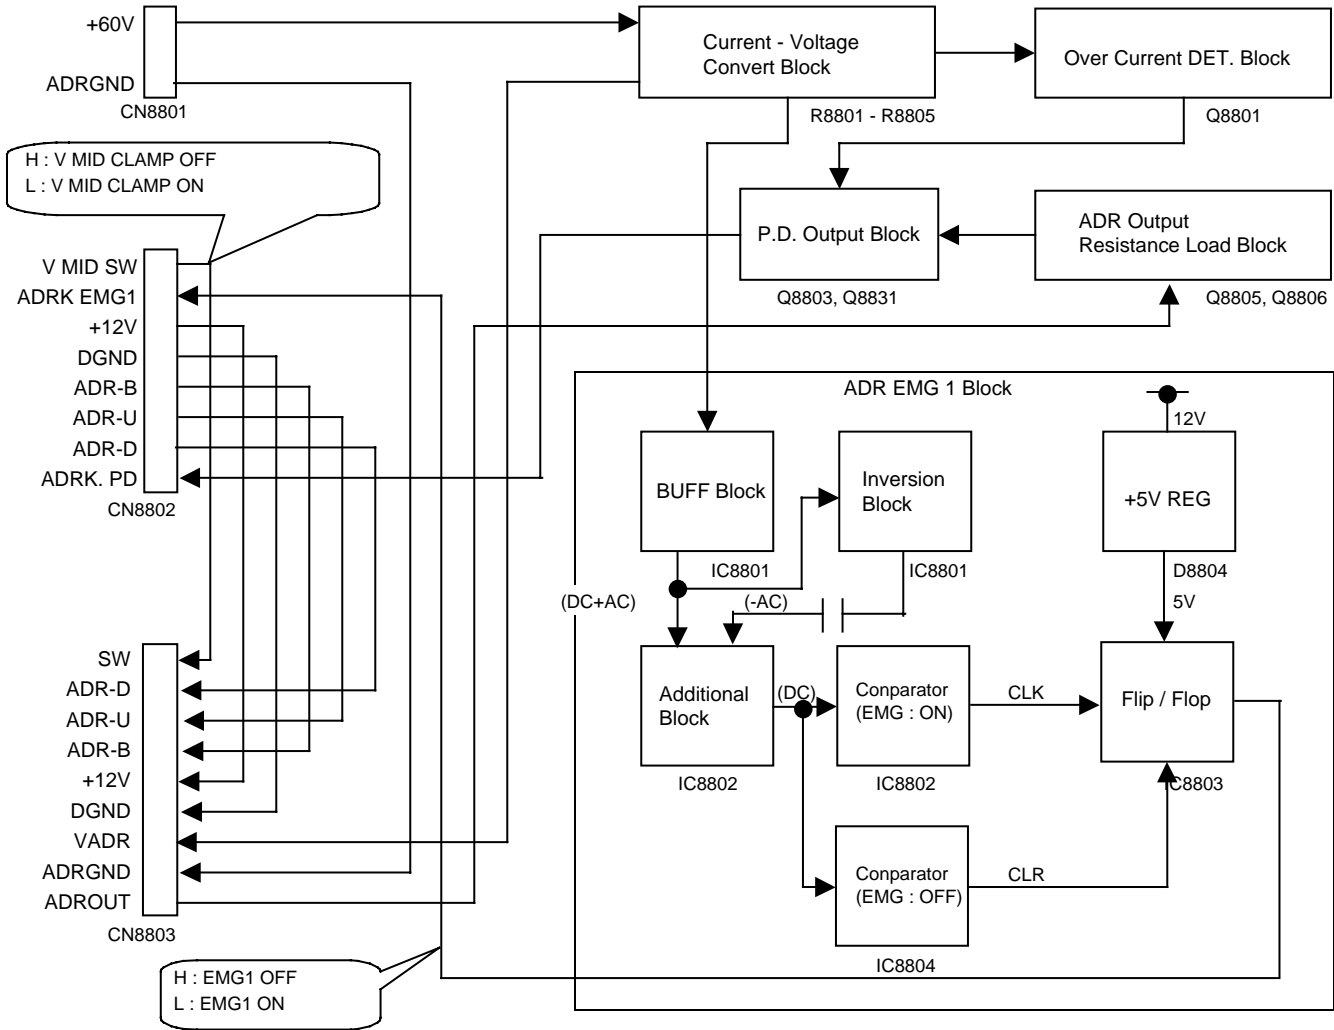 +60V
ADRGND
CN8801
Current - Voltage
Convert Block
R8801 - R8805
Over Current DET. Block
Q8801
H : V MID CLAMP OFF
L : V MID CLAMP ON
P.D. Output Block
Q8803, Q8831
ADR Output
Resistance Load Block
Q8805, Q8806
V MID SW
ADRK EMG1
+12V
DGND
ADR-B
ADR-U
ADR-D
ADRK. PD
CN8802
ADR EMG 1 Block
12V
BUFF Block
IC8801
Inversion
Block
IC8801
+5V REG
D8804
5V
(DC+AC)
(-AC)
SW
ADR-D
ADR-U
ADR-B
+12V
DGND
VADR
ADRGND
ADROUT
CN8803
Additional
Block
IC8802
(DC)
Conparator
(EMG : ON)
IC8802
CLK
Flip / Flop
IC8803
Conparator
(EMG : OFF)
IC8804
CLR
H : EMG1 OFF
L : EMG1 ON